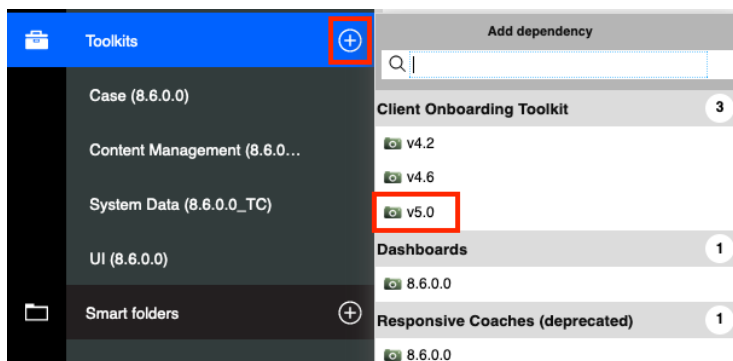 Toolkits
Case (8.6.0.0)
Content Management (8.6.0...
System Data (8.6.0.0_TC)
UI (8.6.0.0)
Smart folders
Add dependency
Client Onboarding Toolkit 3
v4.2
v4.6
v5.0
Dashboards 1
8.6.0.0
Responsive Coaches (deprecated) 1
8.6.0.0